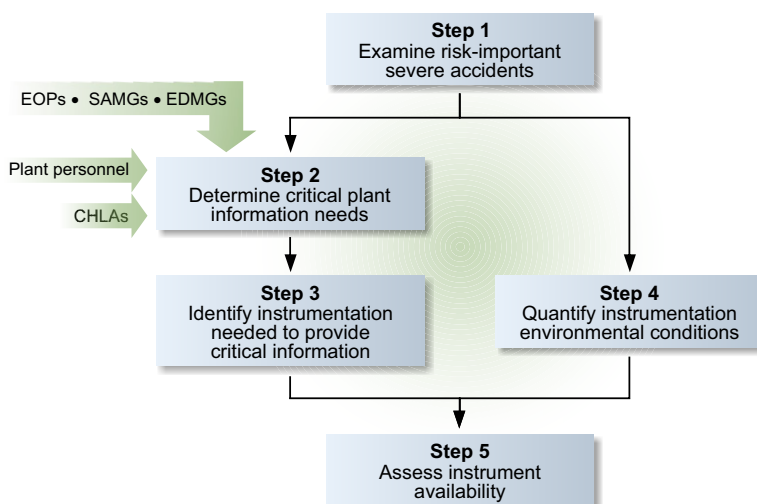 Step 1
Examine risk-important
severe accidents
EOPs • SAMGs • EDMGs
Plant personnel
CHLAs
Step 2
Determine critical plant
information needs
Step 3
Identify instrumentation
needed to provide
critical information
Step 4
Quantify instrumentation
environmental conditions
Step 5
Assess instrument
availability